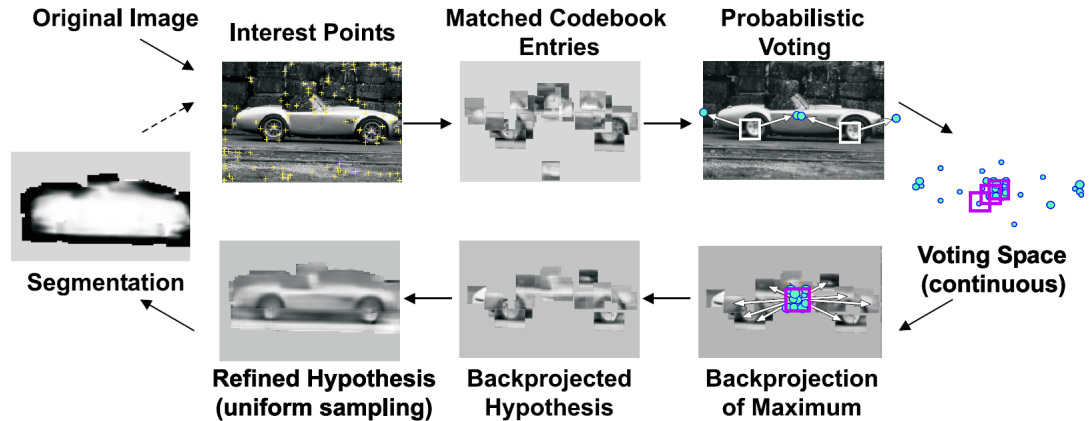 Original Image
Interest Points
Matched Codebook
Entries
Probabilistic
Voting
Voting Space
(continuous)
Segmentation
Refined Hypothesis
(uniform sampling)
Backprojected
Hypothesis
Backprojection
of Maximum